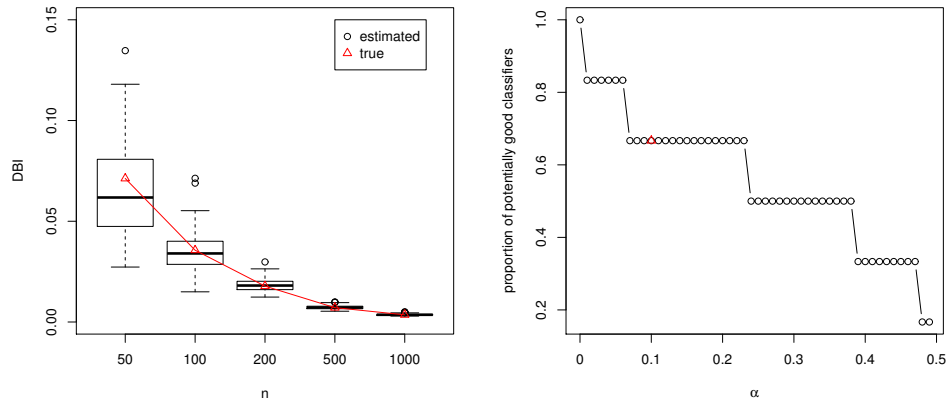 0.15
0.10
0.05
0.00
DBI
estimated
true
50 100 200 500 1000
n
1.0
0.8
0.6
0.4
0.2
proportion of potentially good classifiers
0 0.1 0.2 0.3 0.4 0.5
α